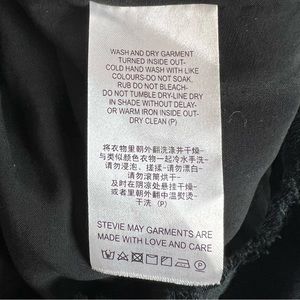 WASH AND DRY GARMENT
TURNED INSIDE OUT-
COLD HAND WASH WITH LIKE
COLOURS-DO NOT SOAK,
RUB DO NOT BLEACH-
DO NOT TUMBLE DRY-LINE DRY
IN SHADE WITHOUT DELAY-
OR WARM IRON INSIDE OUT-
DRY CLEAN (P)
将衣物里朝外翻洗涤并干燥-
与类似颜色衣物一起冷水手洗-
请勿浸泡、搓揉- 请勿漂白-
请勿滚筒烘干-
及时在阴凉处悬挂干燥-
或者里朝外中温熨烫-
干洗 (P)
STEVIE MAY GARMENTS ARE
MADE WITH LOVE AND CARE